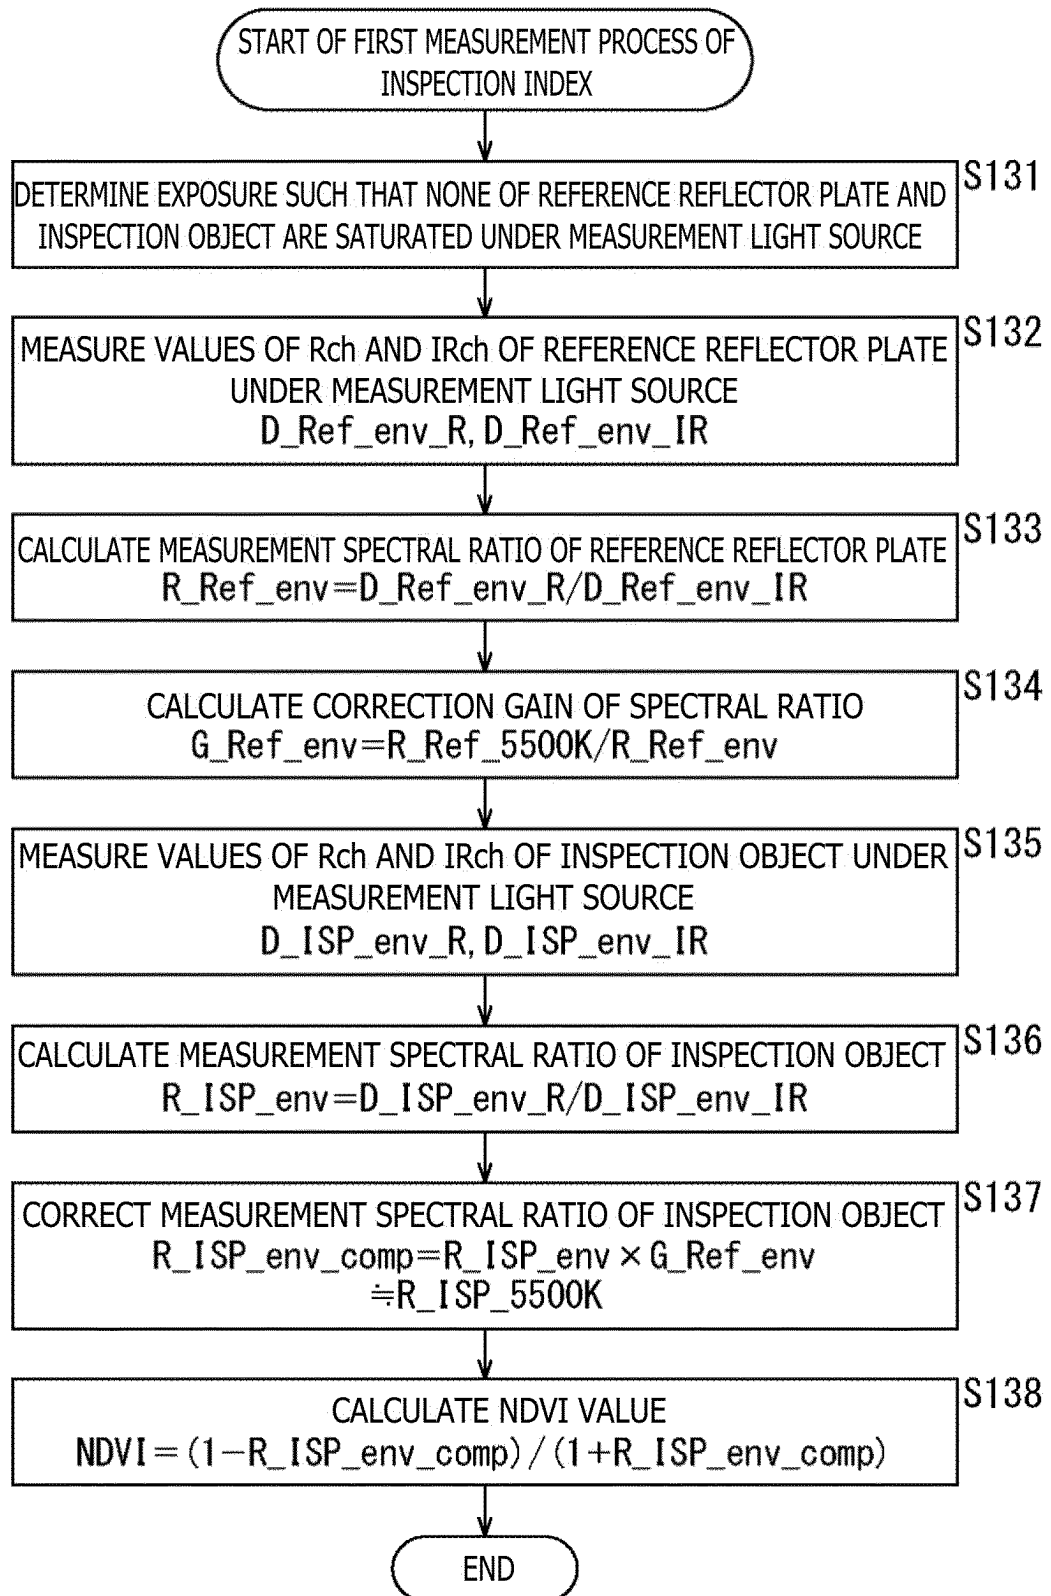 START OF FIRST MEASUREMENT PROCESS OF
INSPECTION INDEX
S131
DETERMINE EXPOSURE SUCH THAT NONE OF REFERENCE REFLECTOR PLATE AND
INSPECTION OBJECT ARE SATURATED UNDER MEASUREMENT LIGHT SOURCE
S132
MEASURE VALUES OF Rch AND IRch OF REFERENCE REFLECTOR PLATE
UNDER MEASUREMENT LIGHT SOURCE
D_Ref_env_R, D_Ref_env_IR
S133
CALCULATE MEASUREMENT SPECTRAL RATIO OF REFERENCE REFLECTOR PLATE
R_Ref_env=D_Ref_env_R/D_Ref_env_IR
S134
CALCULATE CORRECTION GAIN OF SPECTRAL RATIO
G_Ref_env=R_Ref_5500K/R_Ref_env
S135
MEASURE VALUES OF Rch AND IRch OF INSPECTION OBJECT UNDER
MEASUREMENT LIGHT SOURCE
D_ISP_env_R, D_ISP_env_IR
S136
CALCULATE MEASUREMENT SPECTRAL RATIO OF INSPECTION OBJECT
R_ISP_env=D_ISP_env_R/D_ISP_env_IR
S137
CORRECT MEASUREMENT SPECTRAL RATIO OF INSPECTION OBJECT
R_ISP_env_comp=R_ISP_env × G_Ref_env
≒R_ISP_5500K
S138
CALCULATE NDVI VALUE
NDVI=(1−R_ISP_env_comp)/(1+R_ISP_env_comp)
END